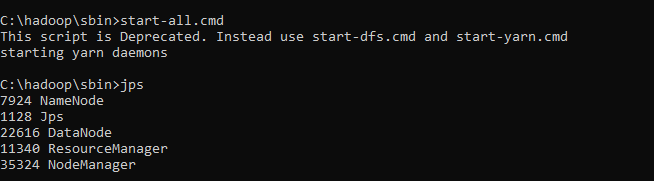 C:\hadoop\sbin>start-all.cmd
This script is Deprecated. Instead use start-dfs.cmd and start-yarn.cmd
starting yarn daemons
C:\hadoop\sbin>jps
7924 NameNode
1128 Jps
22616 DataNode
11340 ResourceManager
35324 NodeManager